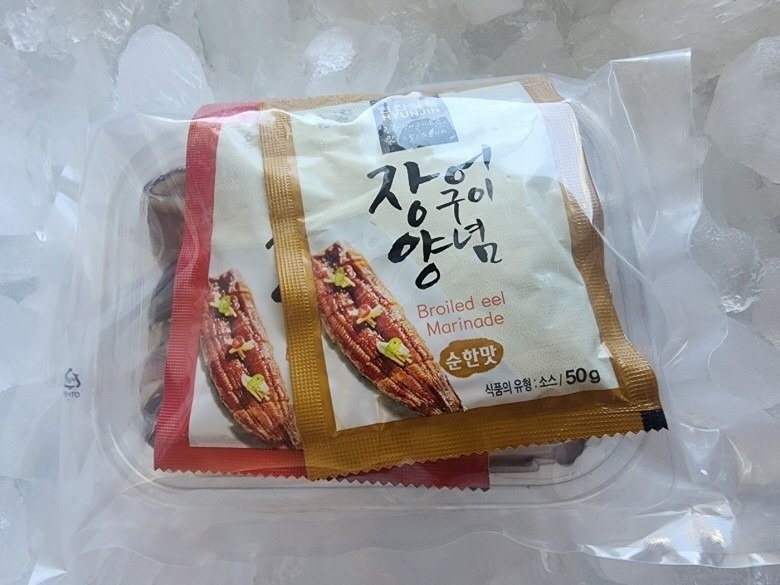 HYUNJIN
장어
구이
양념
Broiled eel
Marinade
순한맛
식품의 유형 : 소스 / 50g